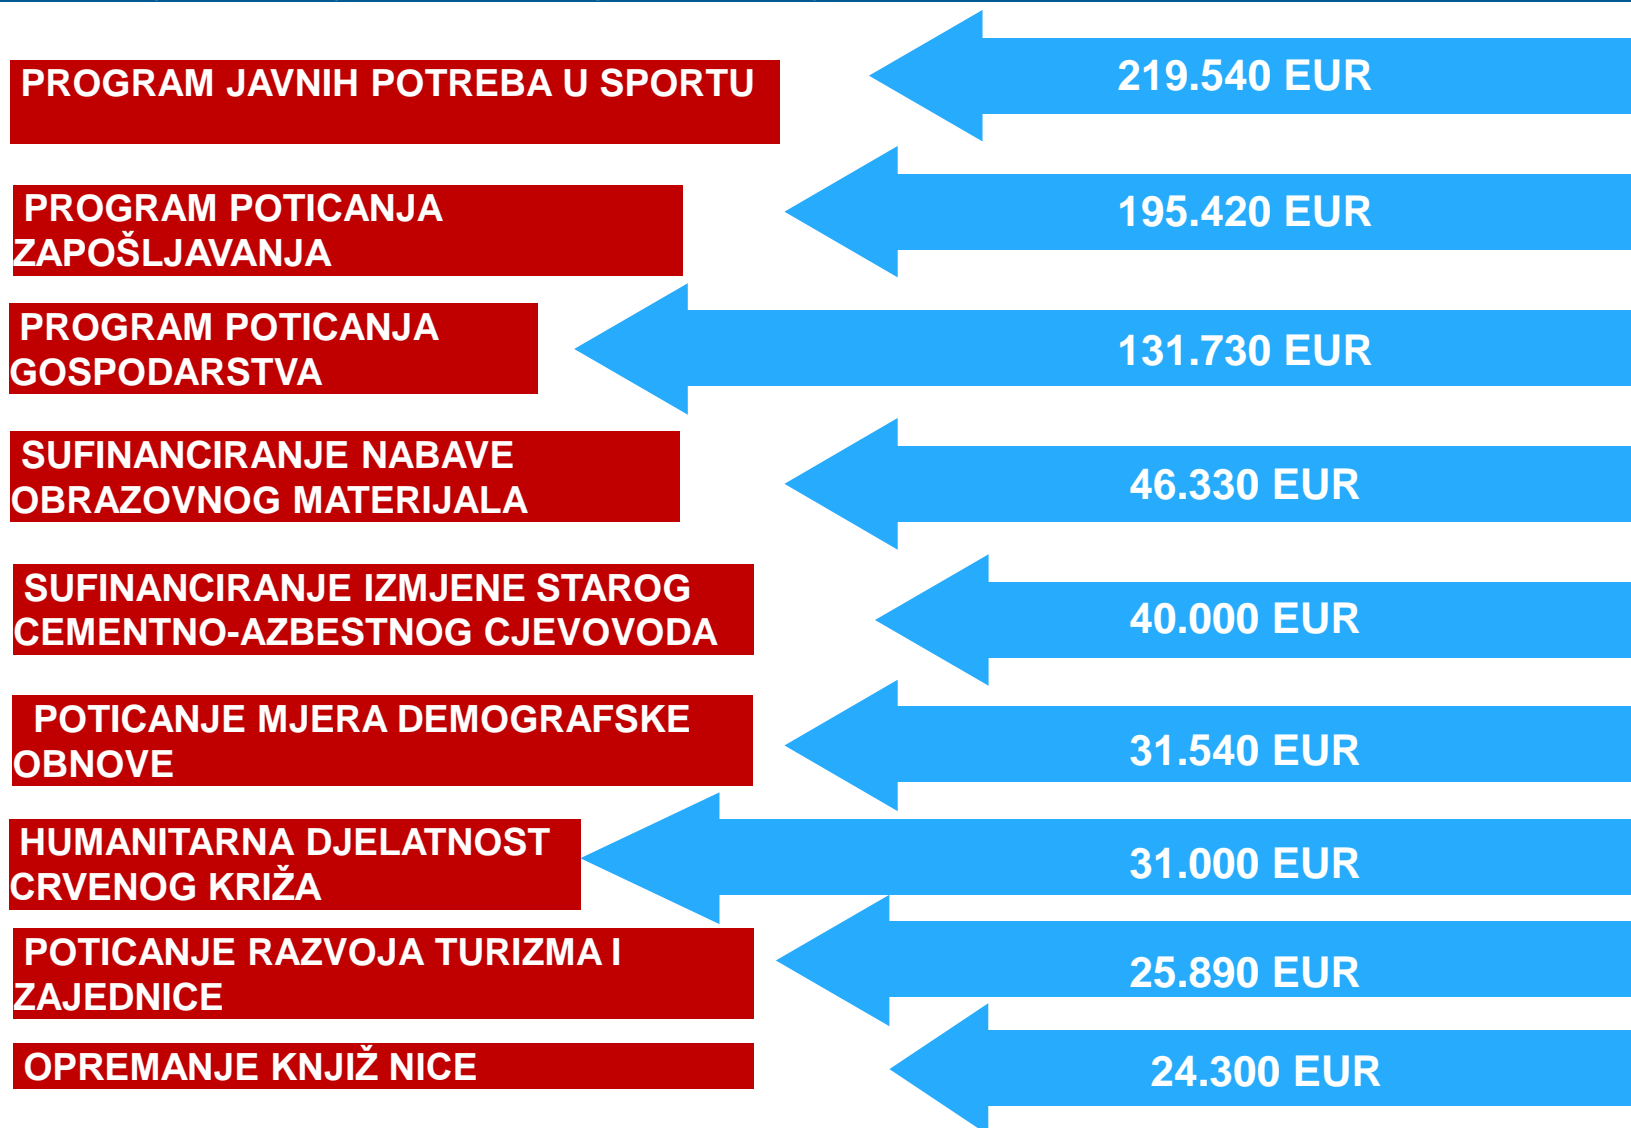 PROGRAM JAVNIH POTREBA U SPORTU
219.540 EUR
PROGRAM POTICANJA
ZAPOŠLJAVANJA
195.420 EUR
PROGRAM POTICANJA
GOSPODARSTVA
131.730 EUR
SUFINANCIRANJE NABAVE
OBRAZOVNOG MATERIJALA
46.330 EUR
SUFINANCIRANJE IZMJENE STAROG
CEMENTNO-AZBESTNOG CJEVOVODA
40.000 EUR
POTICANJE MJERA DEMOGRAFSKE
OBNOVE
31.540 EUR
HUMANITARNA DJELATNOST
CRVENOG KRIŽA
31.000 EUR
POTICANJE RAZVOJA TURIZMA I
ZAJEDNICE
25.890 EUR
OPREMANJE KNJIŽ NICE
24.300 EUR